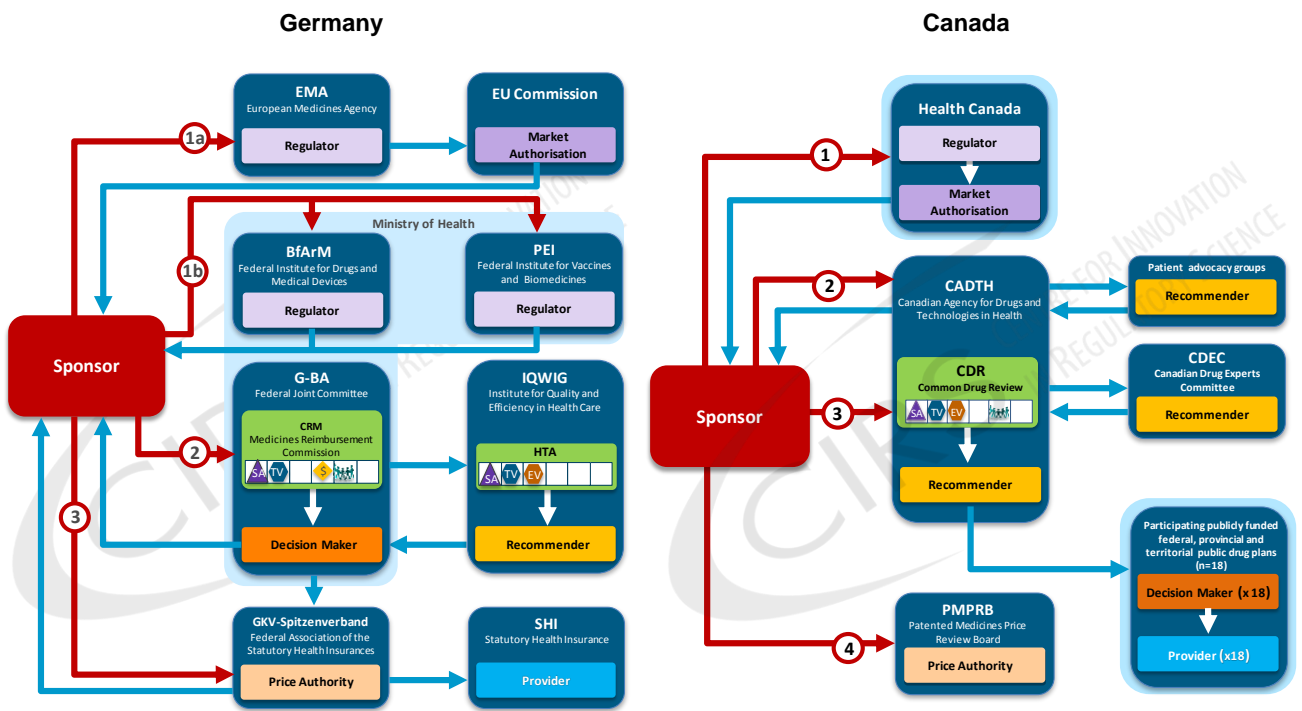 Germany
EMA
European Medicines Agency
Regulator
EU Commission
Market
Authorisation
1a
Ministry of Health
BfArM
Federal Institute for Drugs and
Medical Devices
Regulator
PEI
Federal Institute for Vaccines
and Biomedicines
Regulator
1b
Sponsor
G-BA
Federal Joint Committee
CRM
Medicines Reimbursement
Commission
SA
TV
$
Decision Maker
IQWIG
Institute for Quality and
Efficiency in Health Care
HTA
SA
TV
EV
Recommender
2
3
GKV-Spitzenverband
Federal Association of the
Statutory Health Insurances
Price Authority
SHI
Statutory Health Insurance
Provider
Canada
Health Canada
Regulator
Market
Authorisation
1
2
CADTH
Canadian Agency for Drugs and
Technologies in Health
CDR
Common Drug Review
SA
TV
EV
Recommender
Patient advocacy groups
Recommender
CDEC
Canadian Drug Experts
Committee
Recommender
Sponsor
3
Participating publicly funded
federal, provincial and
territorial public drug plans
(n=18)
Decision Maker (x18)
Provider (x18)
4
PMPRB
Patented Medicines Price
Review Board
Price Authority
CIRS